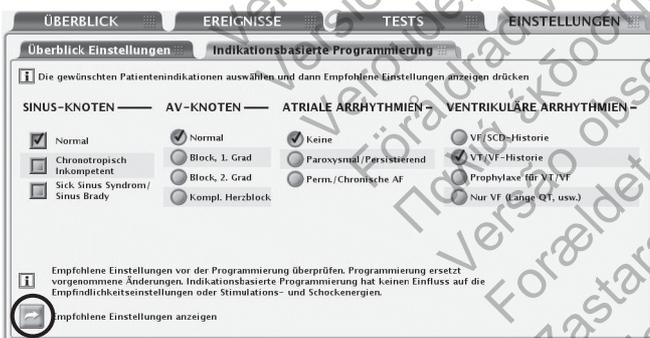 ÜBERBLICK EREIGNISSE TESTS EINSTELLUNGEN
Überblick Einstellungen Indikationsbasierte Programmierung
i Die gewünschten Patientenindikationen auswählen und dann Empfohlene Einstellungen anzeigen drücken
SINUS-KNOTEN AV-KNOTEN ATRIALE ARRHYTHMIEN VENTRIKULÄRE ARRHYTHMIEN
Normal Normal Keine VF/SCD-Historie
Chronotropisch Inkompetent Block, 1. Grad Paroxysmal/Persistierend VT/VF-Historie
Sick Sinus Syndrom/ Sinus Brady Block, 2. Grad Perm./Chronische AF Prophylaxe für VT/VF
Kompl. Herzblock Nur VF (Lange QT, usw.)
i Empfohlene Einstellungen vor der Programmierung überprüfen. Programmierung ersetzt
vorgenommene Änderungen. Indikationsbasierte Programmierung hat keinen Einfluss auf die
Empfindlichkeitseinstellungen oder Stimulations- und Schockenergien.
Empfohlene Einstellungen anzeigen
Föråldrad
Παλιά έκδοση